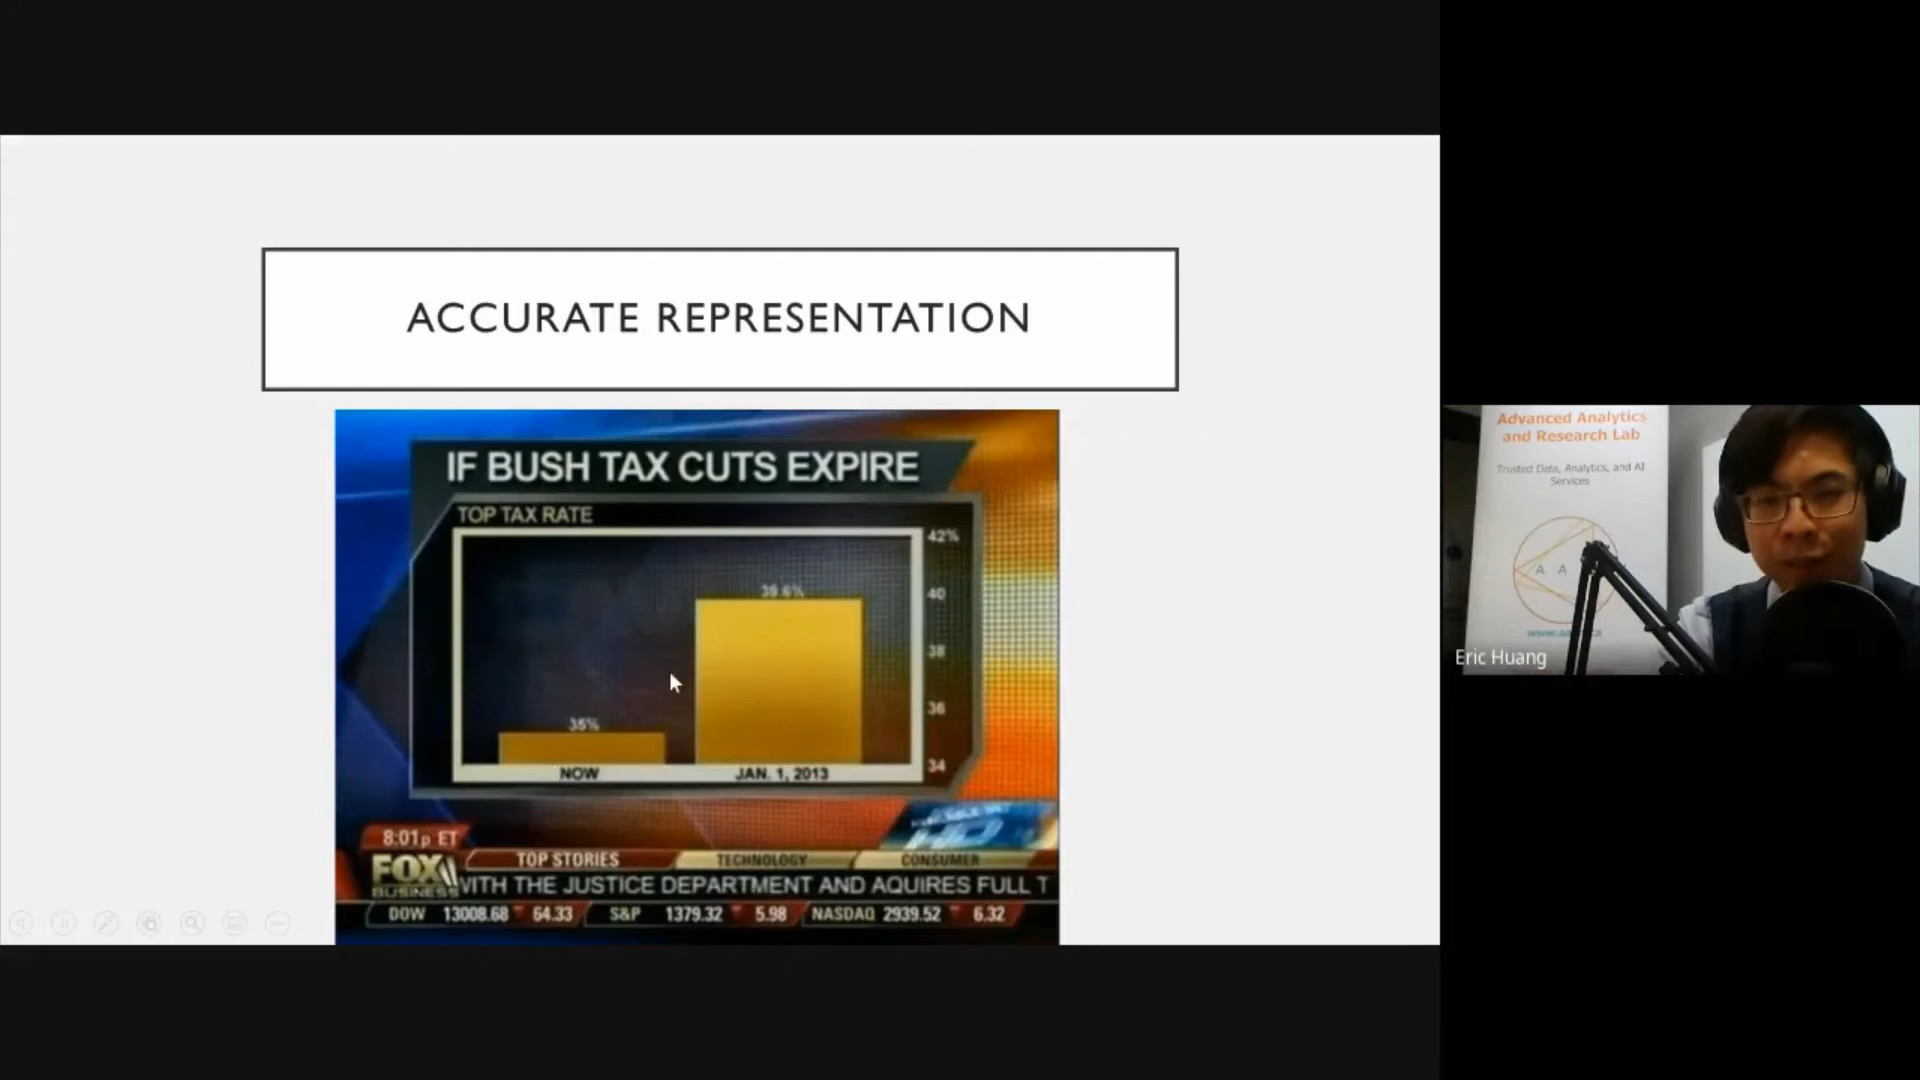 ACCURATE REPRESENTATION
IF BUSH TAX CUTS EXPIRE
TOP TAX RATE
42%
40
38
36
34
39.6%
35%
NOW
JAN. 1, 2013
8:01p ET
HD
TOP STORIES
TECHNOLOGY
CONSUMER
FOX
BUSINESS
WITH THE JUSTICE DEPARTMENT AND AQUIRES FULL T
DOW 13008.68 64.33 S&P 1379.32 5.98 NASDAQ 2939.52 6.32
Advanced Analytics
and Research Lab
Trusted Data, Analytics, and AI
Services
A A
Eric Huang